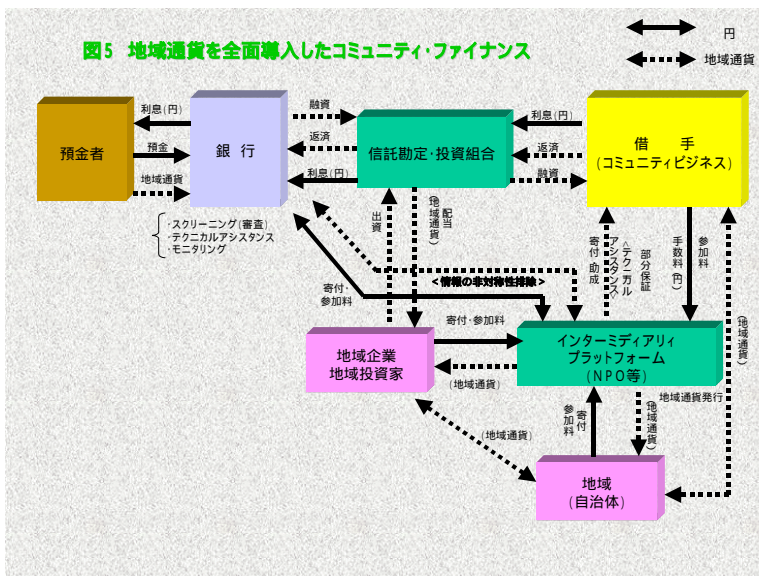 図5 地域通貨を全面導入したコミュニティ・ファイナンス
円
地域通貨
預金者
利息(円)
預金
地域通貨
銀 行
・スクリーニング(審査)
・テクニカルアシスタンス
・モニタリング
融資
返済
利息(円)
信託勘定・投資組合
利息(円)
返済
融資
借 手
(コミュニティビジネス)
出資
配当
(地域通貨)
寄付・助成
<テクニカル
アシスタンス>
部分保証
手数料(円)
参加料
(地域通貨)
<情報の非対称性排除>
寄付・
参加料
寄付・参加料
地域企業
地域投資家
(地域通貨)
インターミディアリィ
プラットフォーム
(NPO等)
(地域通貨)
寄付
参加料
(地域通貨)
地域通貨発行
地域
(自治体)